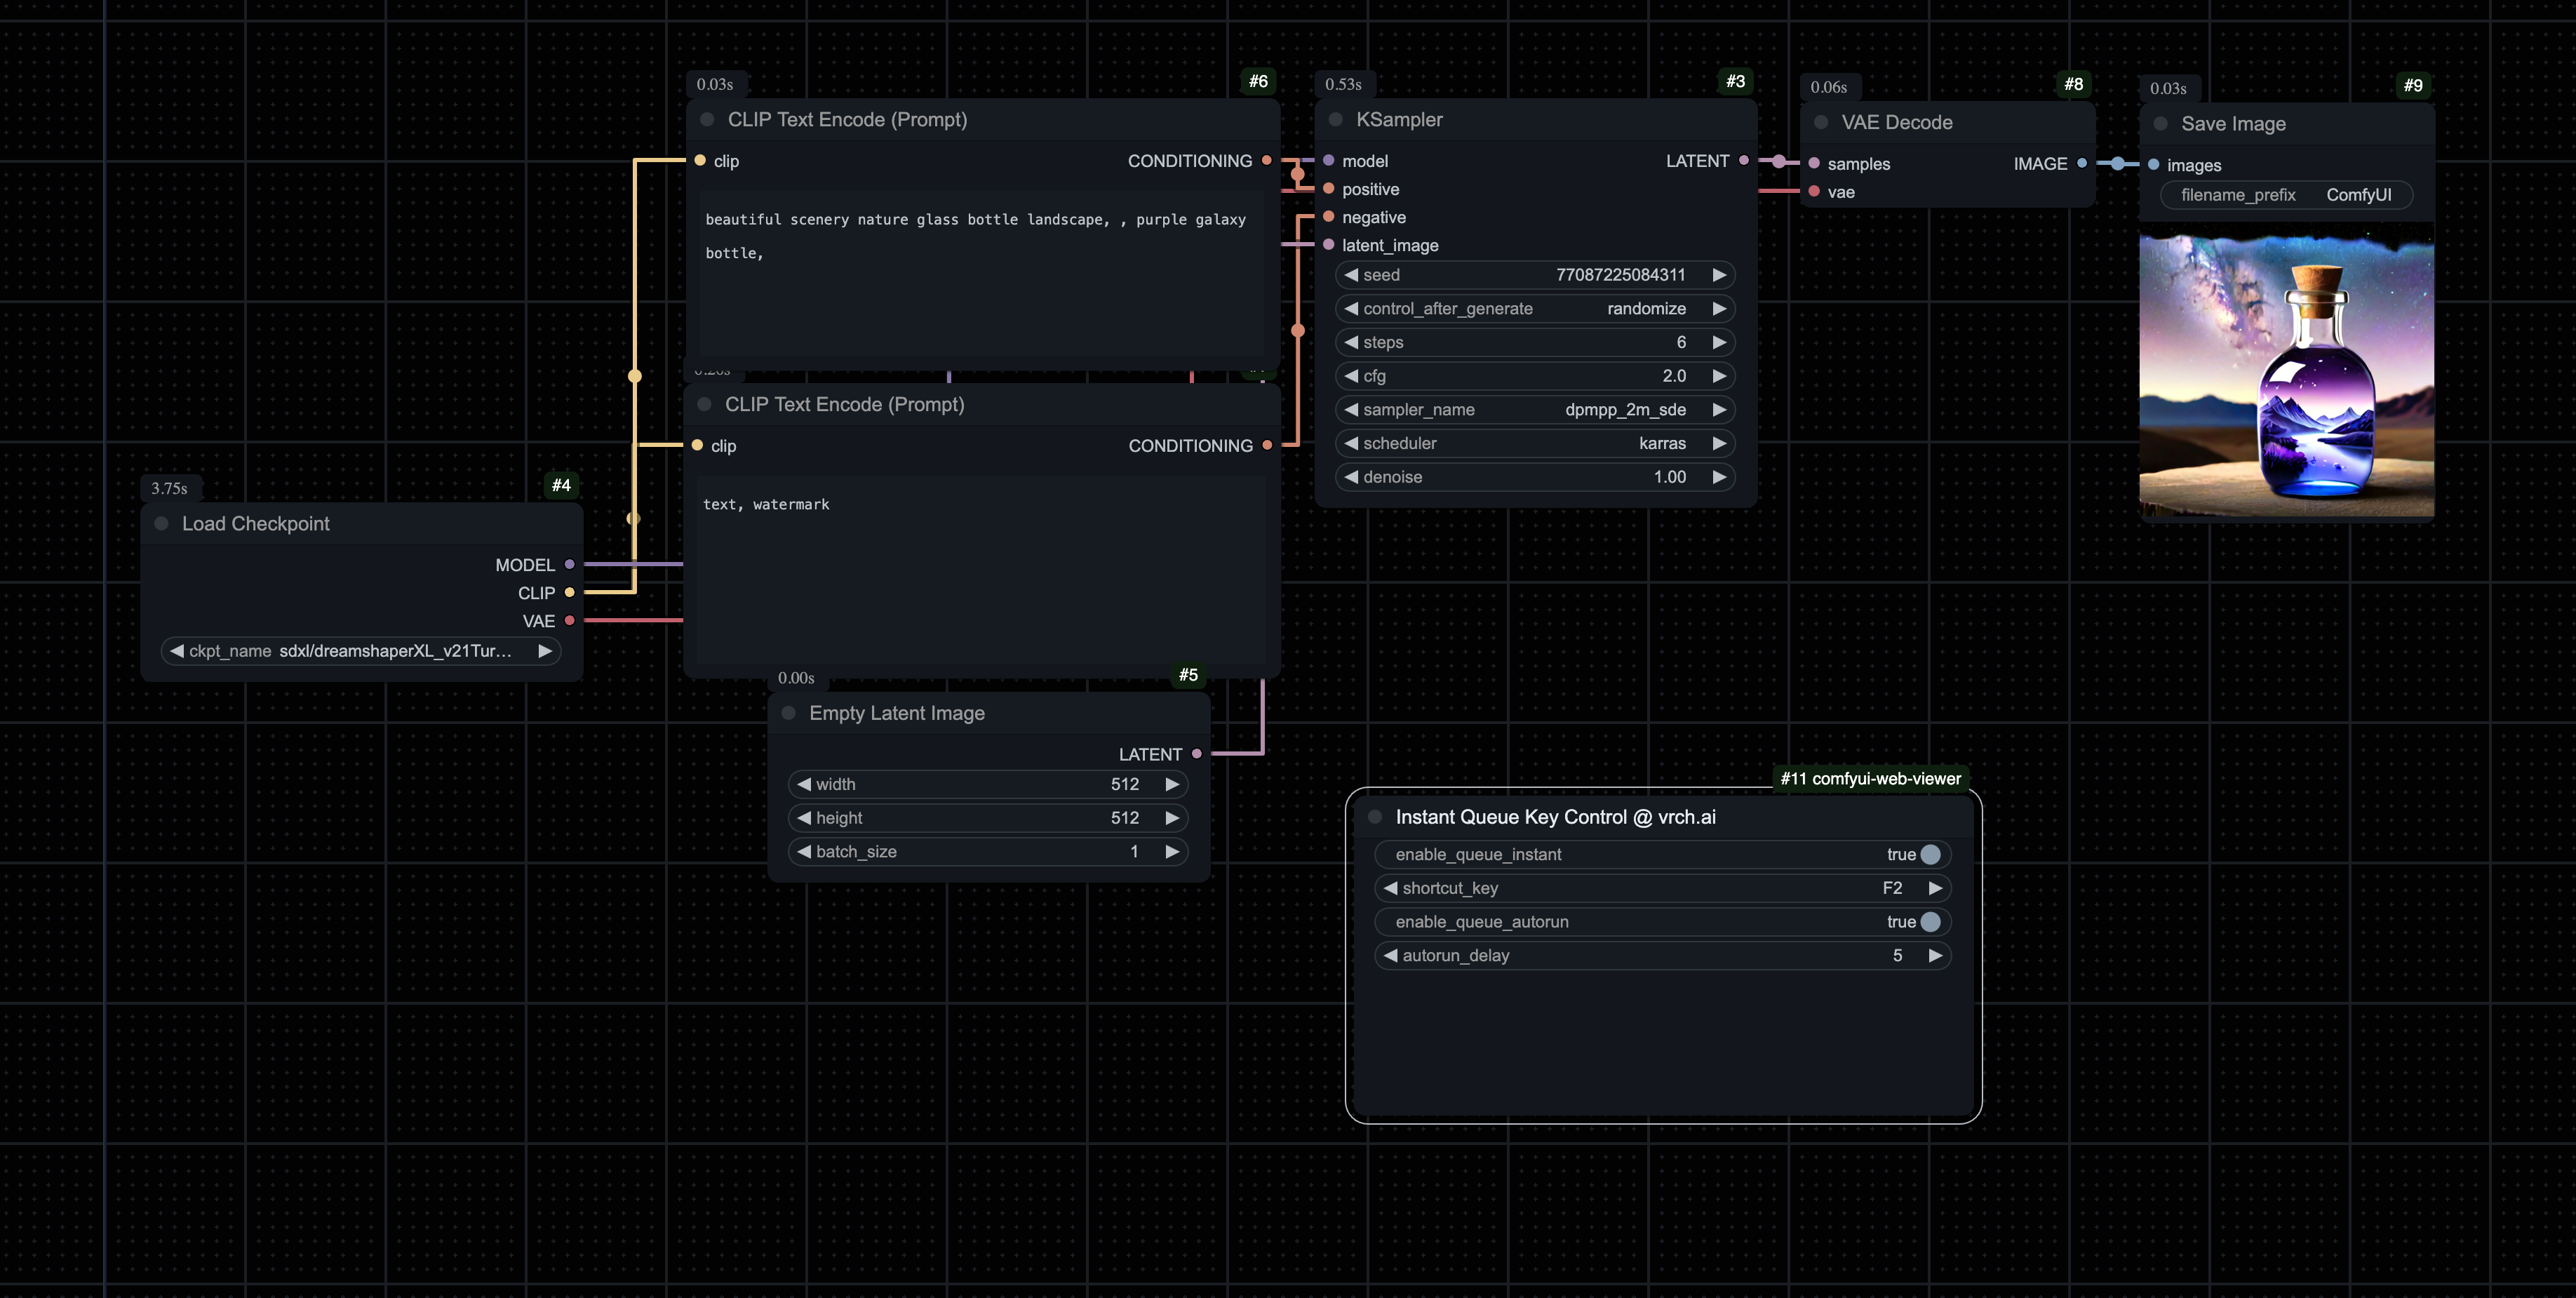 0.03s
#6
CLIP Text Encode (Prompt)
clip
CONDITIONING
beautiful scenery nature glass bottle landscape, , purple galaxy
bottle,
CLIP Text Encode (Prompt)
clip
CONDITIONING
text, watermark
3.75s
#4
Load Checkpoint
MODEL
CLIP
VAE
ckpt_name sdxl/dreamshaperXL_v21Tur...
0.00s
#5
Empty Latent Image
LATENT
width 512
height 512
batch_size 1
0.53s
#3
KSampler
model
LATENT
positive
negative
latent_image
seed 77087225084311
control_after_generate randomize
steps 6
cfg 2.0
sampler_name dpmpp_2m_sde
scheduler karras
denoise 1.00
0.06s
#8
VAE Decode
samples
IMAGE
vae
0.03s
#9
Save Image
images
filename_prefix ComfyUI
#11 comfyui-web-viewer
Instant Queue Key Control @ vrch.ai
enable_queue_instant true
shortcut_key F2
enable_queue_autorun true
autorun_delay 5